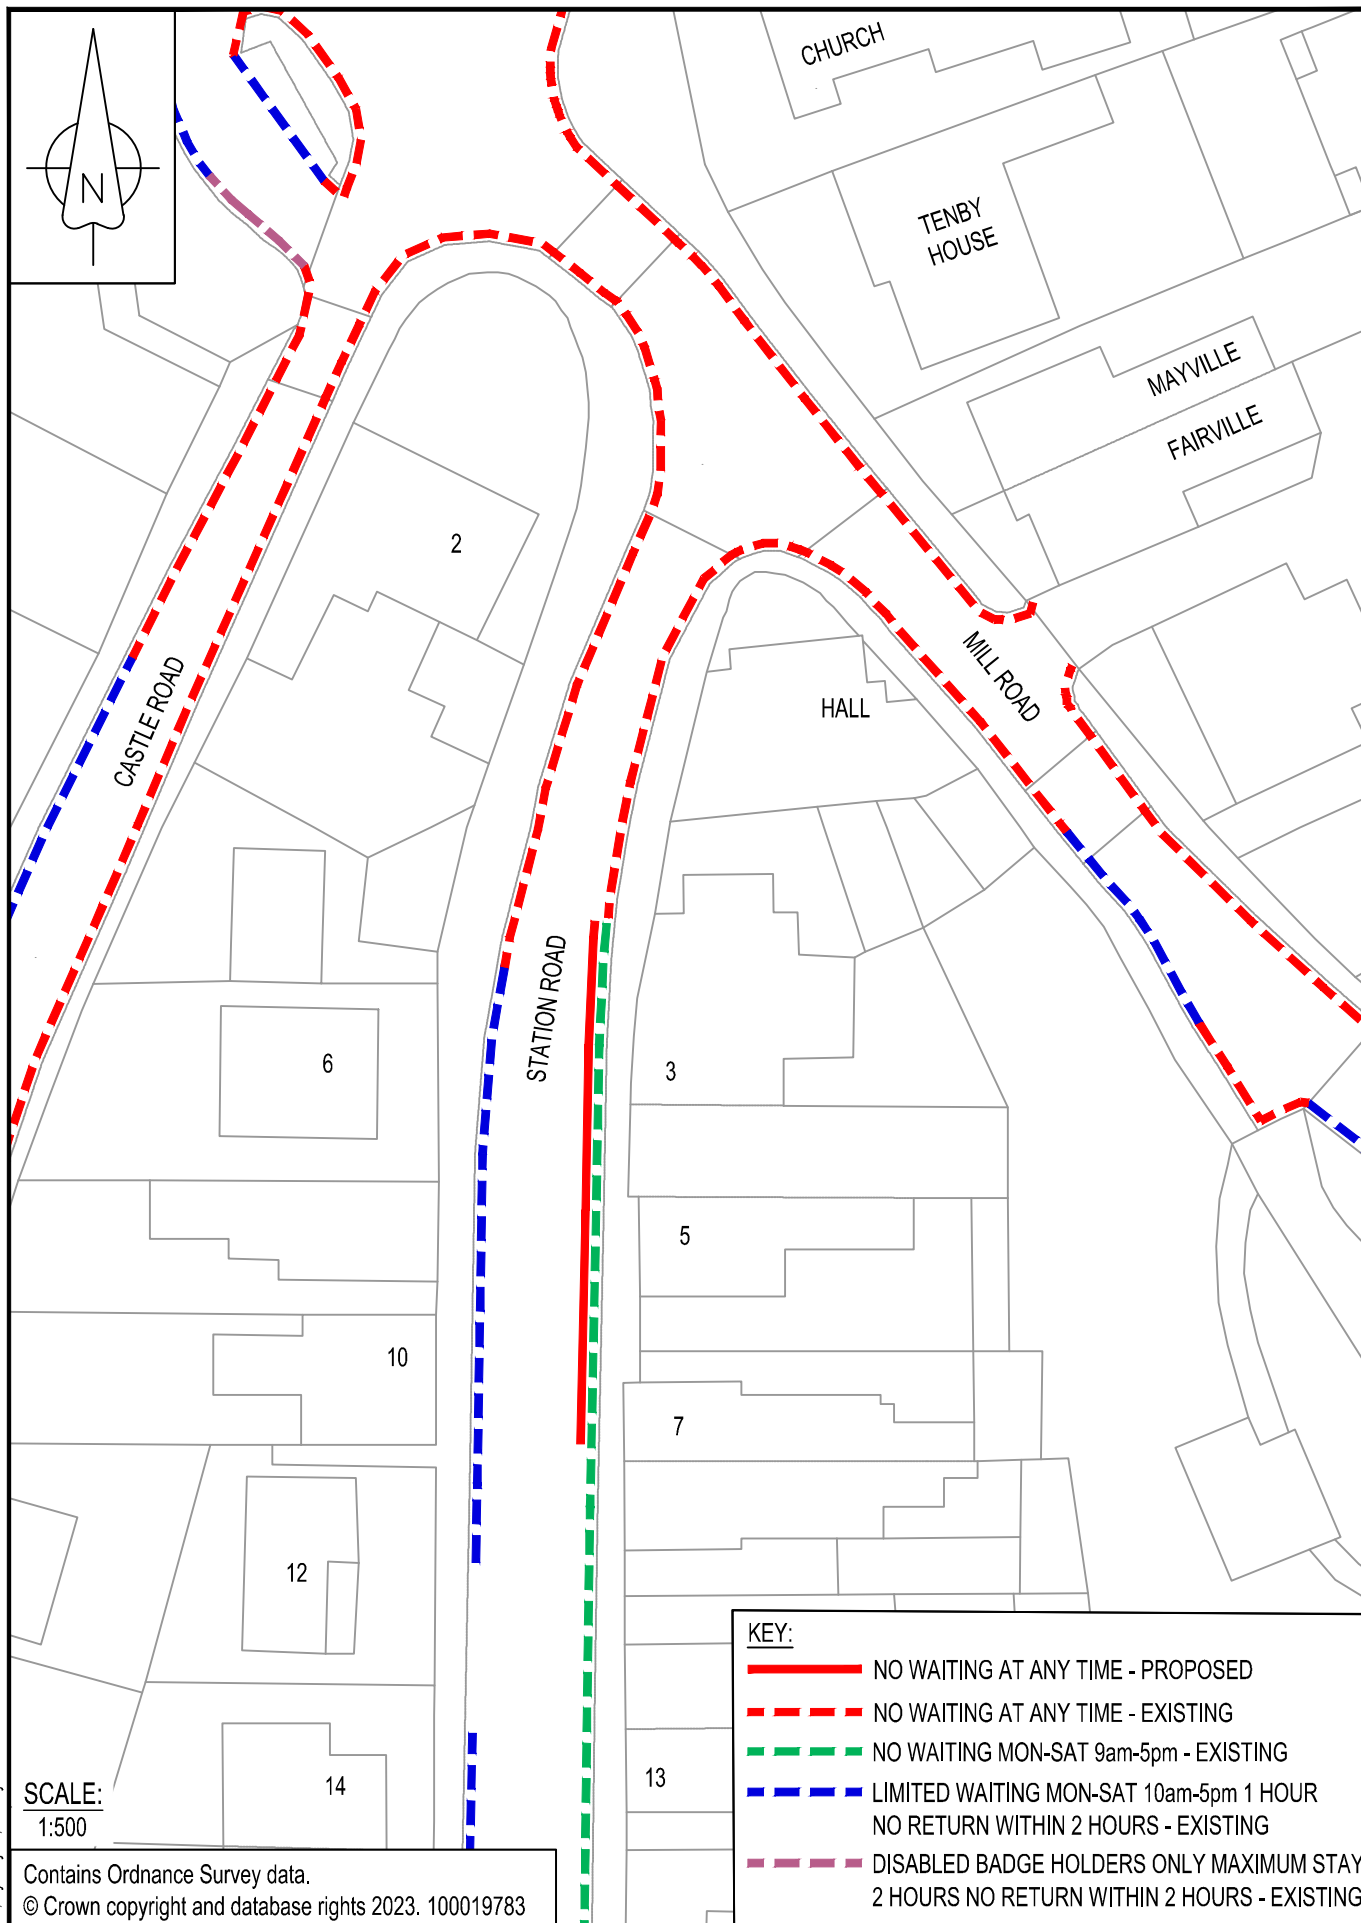 CHURCH
N
TENBY
HOUSE
MAYVILLE
FAIRVILLE
2
CASTLE ROAD
MILL ROAD
HALL
STATION ROAD
6
3
5
10
7
12
14
13
KEY:
NO WAITING AT ANY TIME - PROPOSED
NO WAITING AT ANY TIME - EXISTING
NO WAITING MON-SAT 9am-5pm - EXISTING
LIMITED WAITING MON-SAT 10am-5pm 1 HOUR
NO RETURN WITHIN 2 HOURS - EXISTING
DISABLED BADGE HOLDERS ONLY MAXIMUM STAY
2 HOURS NO RETURN WITHIN 2 HOURS - EXISTING
SCALE:
1:500
Contains Ordnance Survey data.
© Crown copyright and database rights 2023. 100019783